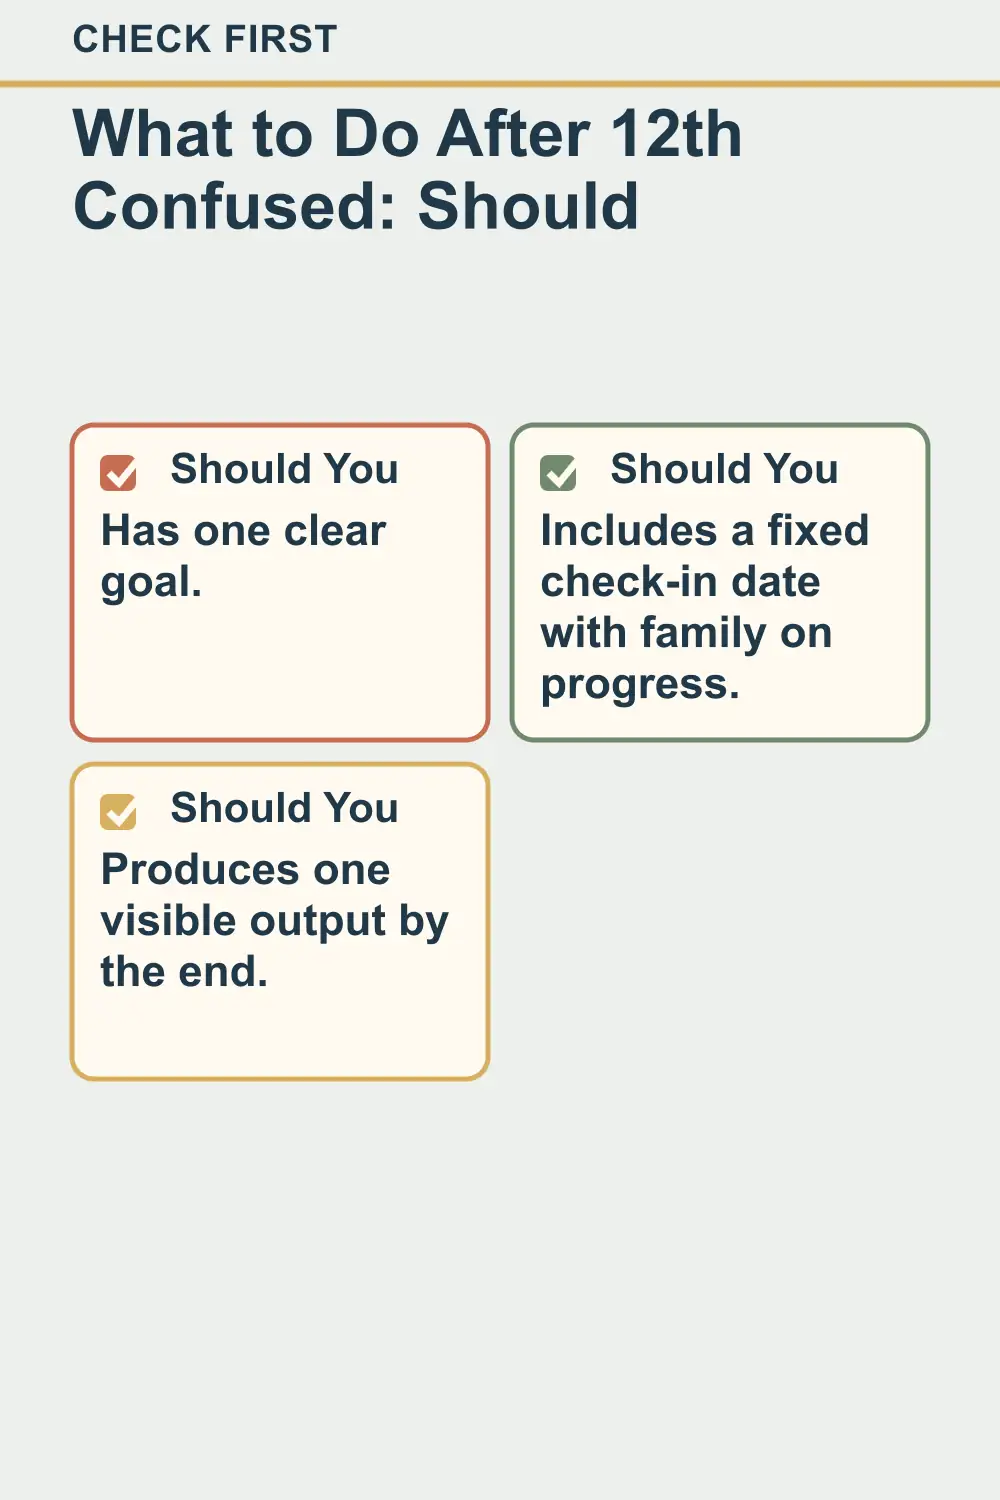 CHECK FIRST
What to Do After 12th
Confused: Should
Should You
Has one clear
goal.
Should You
Includes a fixed
check-in date
with family on
progress.
Should You
Produces one
visible output by
the end.